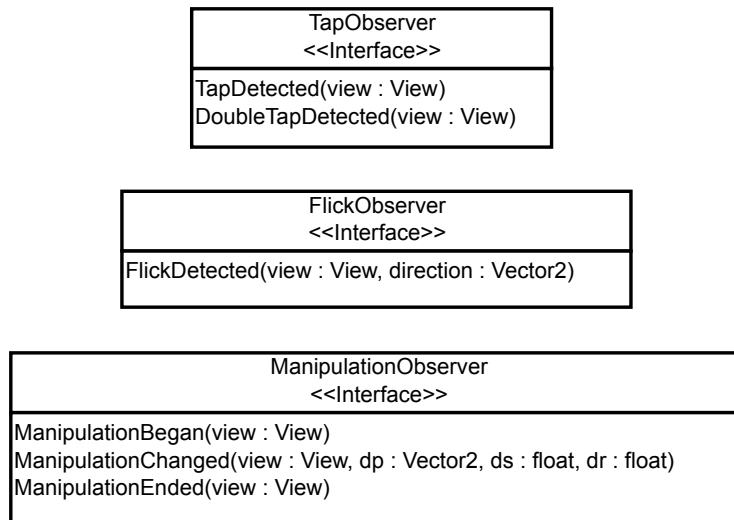 TapObserver
<<Interface>>
TapDetected(view : View)
DoubleTapDetected(view : View)
FlickObserver
<<Interface>>
FlickDetected(view : View, direction : Vector2)
ManipulationObserver
<<Interface>>
ManipulationBegan(view : View)
ManipulationChanged(view : View, dp : Vector2, ds : float, dr : float)
ManipulationEnded(view : View)